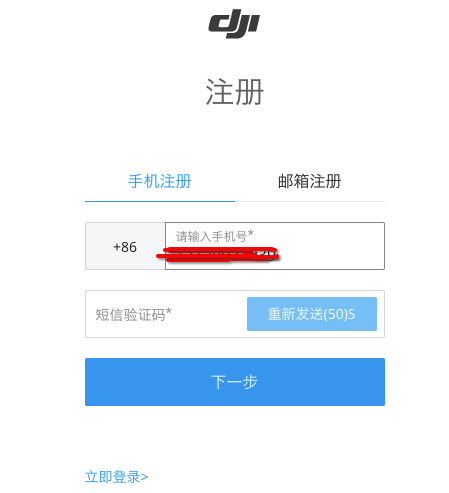 dji
注册
手机注册
邮箱注册
+86
请输入手机号*
短信验证码*
重新发送(50)S
下一步
立即登录>